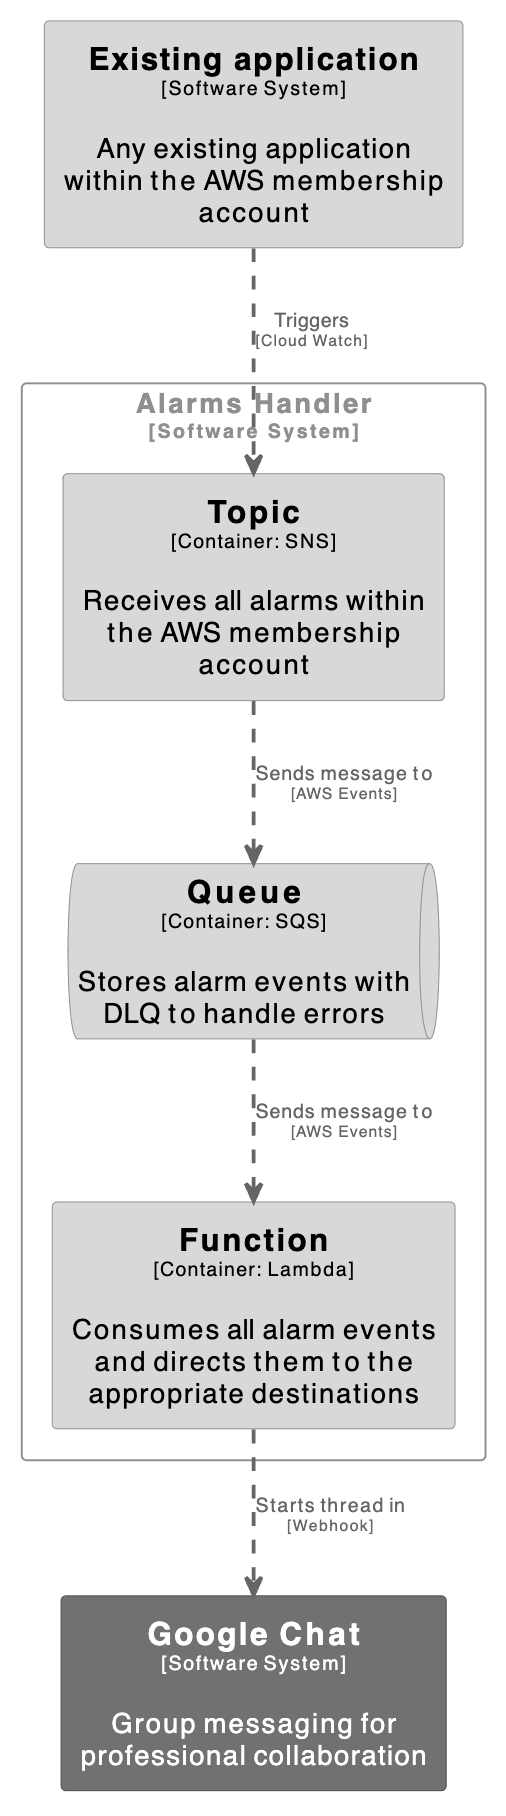 Existing application
[Software System]
Any existing application
within the AWS membership
account
Triggers
[Cloud Watch]
Alarms Handler
[Software System]
Topic
[Container: SNS]
Receives all alarms within
the AWS membership
account
Sends message to
[AWS Events]
Queue
[Container: SQS]
Stores alarm events with
DLQ to handle errors
Sends message to
[AWS Events]
Function
[Container: Lambda]
Consumes all alarm events
and directs them to the
appropriate destinations
Starts thread in
[Webhook]
Google Chat
[Software System]
Group messaging for
professional collaboration